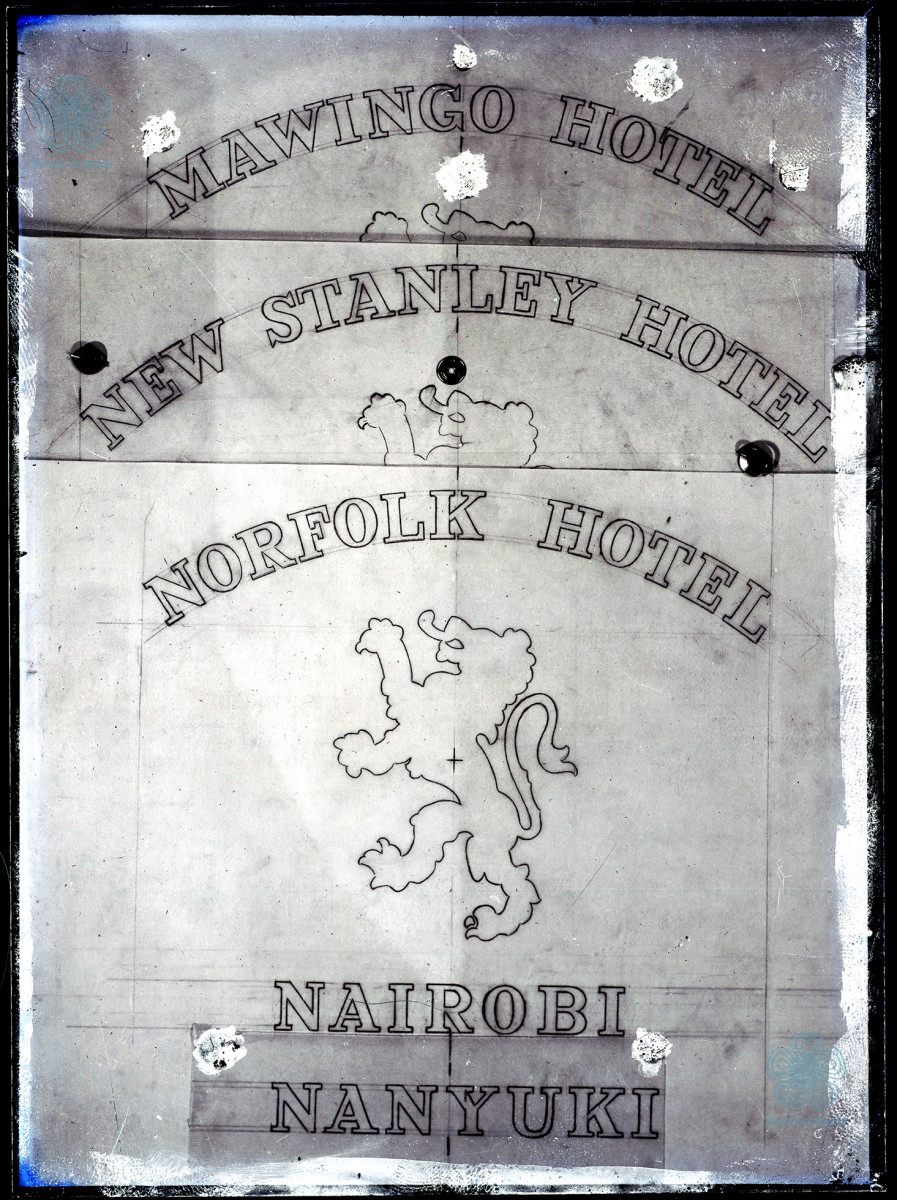 MAWINGO HOTEL
NEW STANLEY HOTEL
NORFOLK HOTEL
NAIROBI
NANYUKI